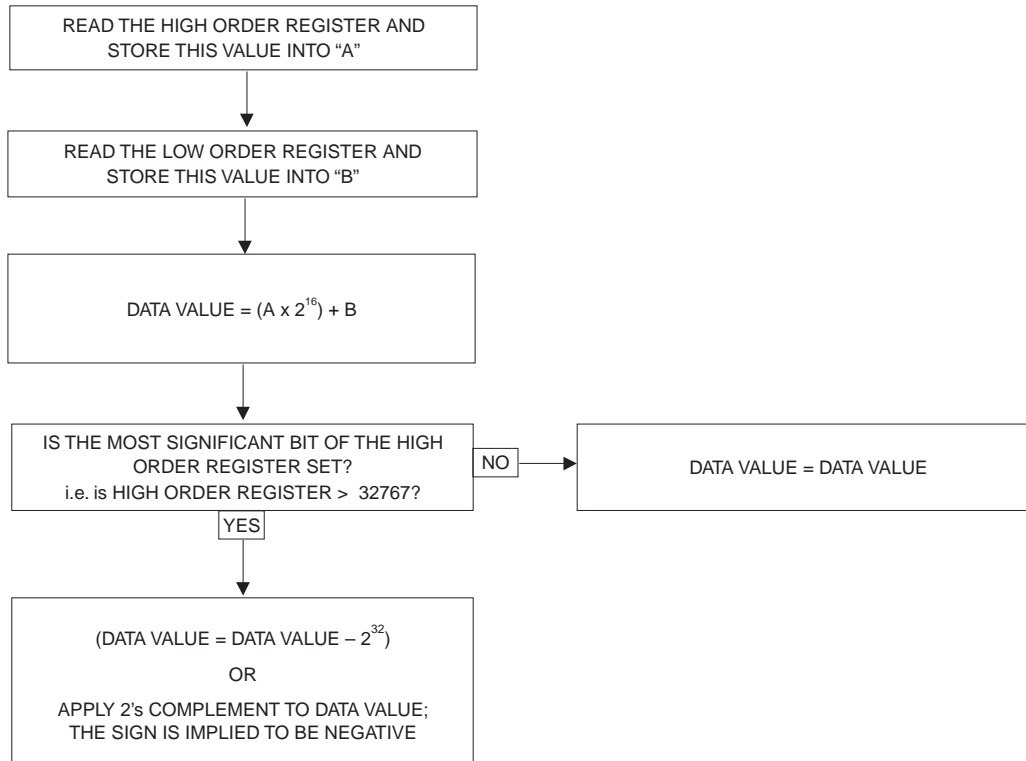 READ THE HIGH ORDER REGISTER AND
STORE THIS VALUE INTO “A”
READ THE LOW ORDER REGISTER AND
STORE THIS VALUE INTO “B”
DATA VALUE = (A x 2^16) + B
IS THE MOST SIGNIFICANT BIT OF THE HIGH
ORDER REGISTER SET?
i.e. is HIGH ORDER REGISTER > 32767?
NO
DATA VALUE = DATA VALUE
YES
(DATA VALUE = DATA VALUE – 2^32)
OR
APPLY 2's COMPLEMENT TO DATA VALUE;
THE SIGN IS IMPLIED TO BE NEGATIVE